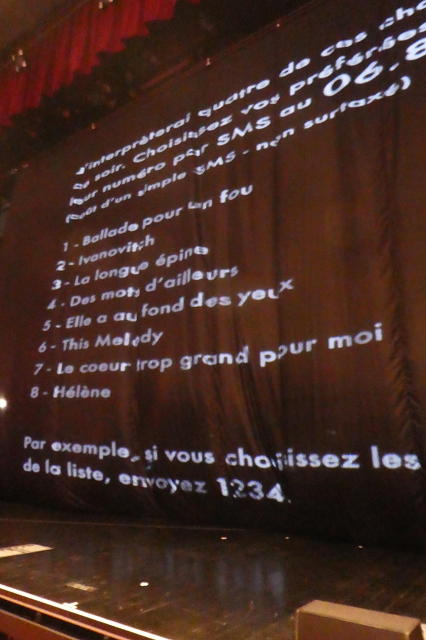 J'interpréterai quatre de ces
ce soir. Choisissez vos préférées
leur numéro par SMS au 06.8
(coût d'un simple SMS - non surtaxé)
1 - Ballade pour un fou
2 - Ivanovitch
3 - La longue épine
4 - Des mots d'ailleurs
5 - Elle a au fond des yeux
6 - This Melody
7 - Le coeur trop grand pour moi
8 - Hélène
Par exemple, si vous choisissez les
de la liste, envoyez 1234.